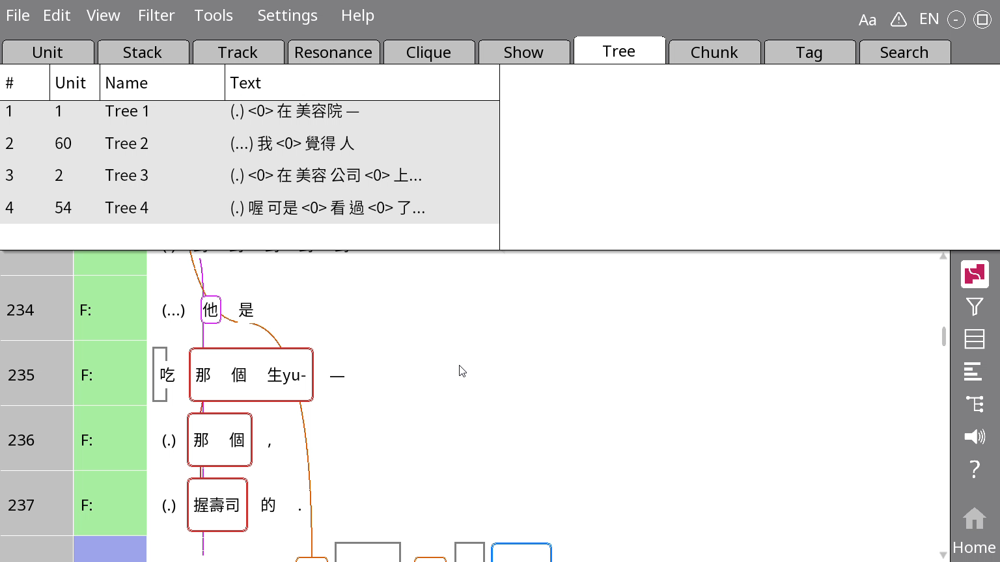 File Edit View Filter Tools Settings Help Aa EN -
Unit Stack Track Resonance Clique Show Tree Chunk Tag Search
# Unit Name Text
1 1 Tree 1 (.) <0> 在 美容院 —
2 60 Tree 2 (...) 我 <0> 覺得 人
3 2 Tree 3 (.) <0> 在 美容 公司 <0> 上...
4 54 Tree 4 (.) 喔 可是 <0> 看 過 <0> 了...
234 F: (...) 他 是
235 F: 吃 那 個 生yu- —
236 F: (.) 那 個 ,
237 F: (.) 握壽司 的 .
?
Home